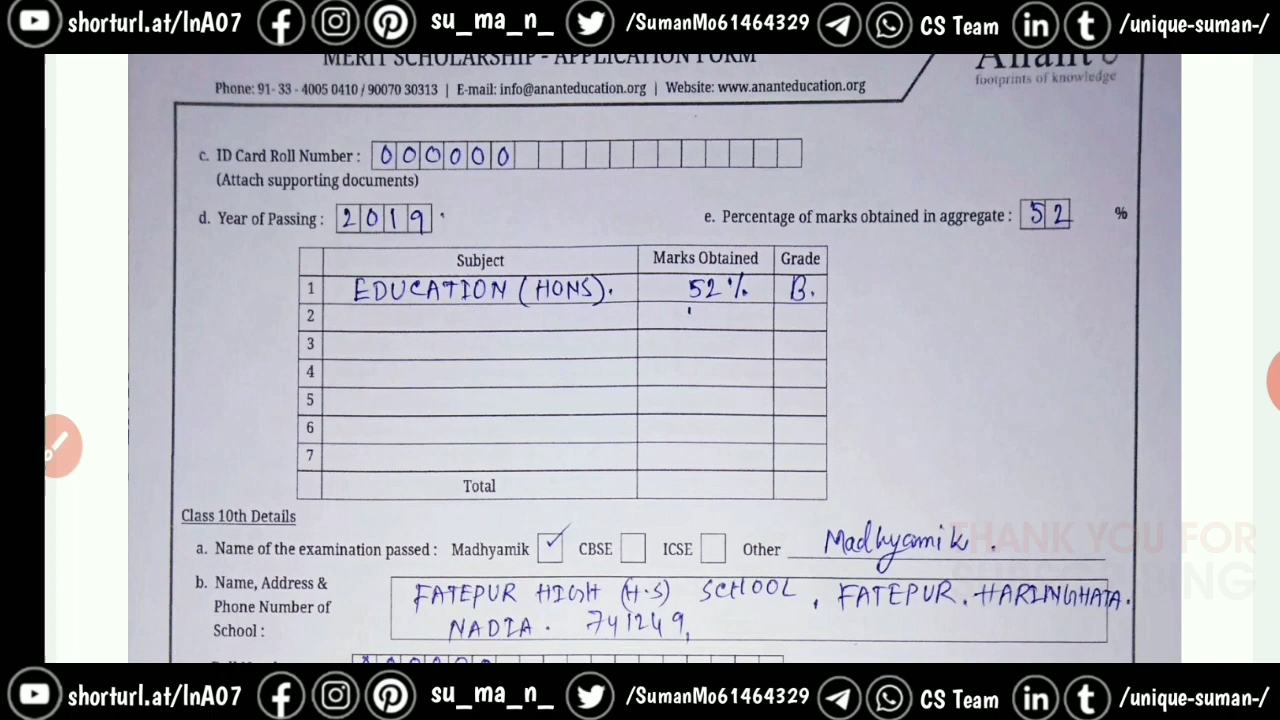 shorturl.at/lnA07 su_ma_n_ /SumanMo61464329 CS Team /unique-suman-/
MERIT SCHOLARSHIP - APPLICATION FORM
footprints of knowledge
Phone: 91- 33 - 4005 0410 / 90070 30313 | E-mail: info@ananteducation.org | Website: www.ananteducation.org
c. ID Card Roll Number : 000000
(Attach supporting documents)
d. Year of Passing : 2019 e. Percentage of marks obtained in aggregate : 52 %
Subject Marks Obtained Grade
1 EDUCATION (HONS). 52% B.
2
3
4
5
6
7
Total
Class 10th Details
a. Name of the examination passed : Madhyamik ✓ CBSE ICSE Other Madhyamik.
b. Name, Address & FATEPUR HIGH (H.S) SCHOOL, FATEPUR. HARINGHATA.
Phone Number of NADIA. 741249,
School :
THANK YOU FOR
SUBSCRIBING
shorturl.at/lnA07 su_ma_n_ /SumanMo61464329 CS Team /unique-suman-/